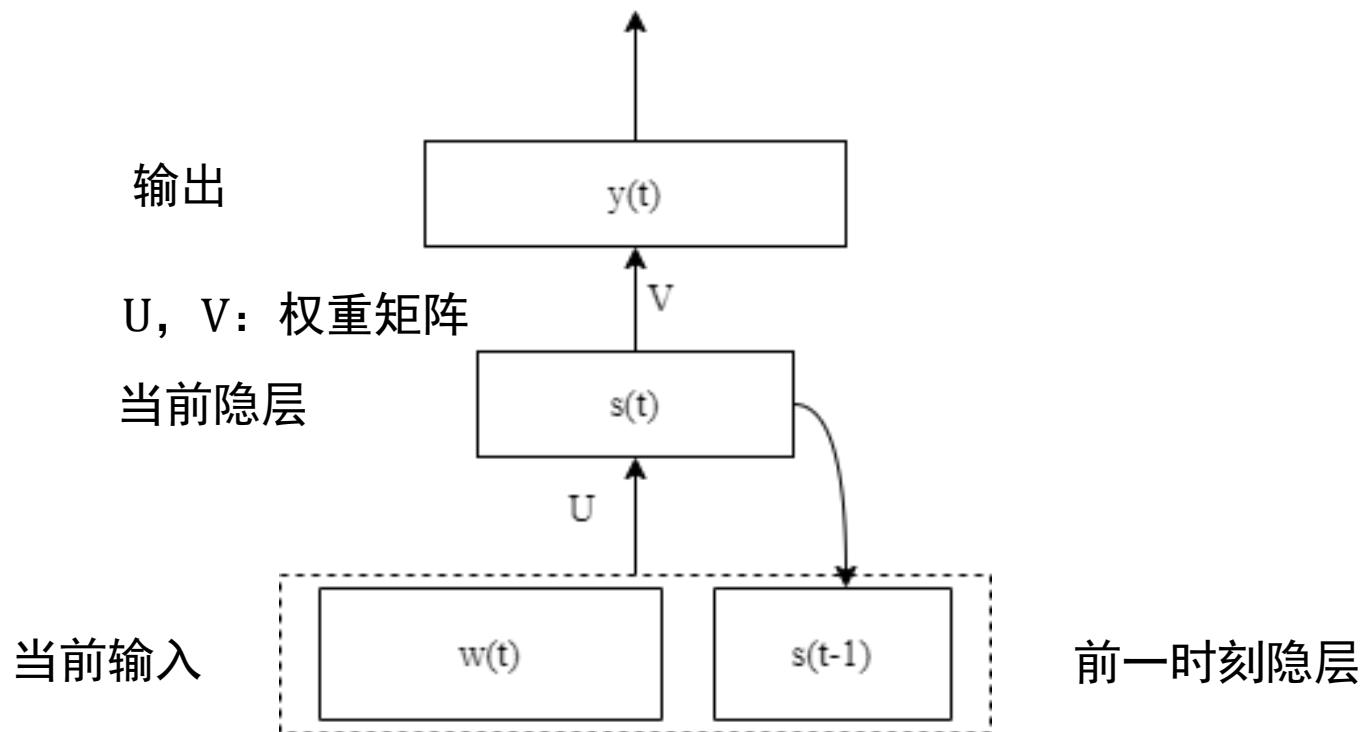 输出
y(t)
V
U，V：权重矩阵
当前隐层
s(t)
U
当前输入
w(t)
s(t-1)
前一时刻隐层